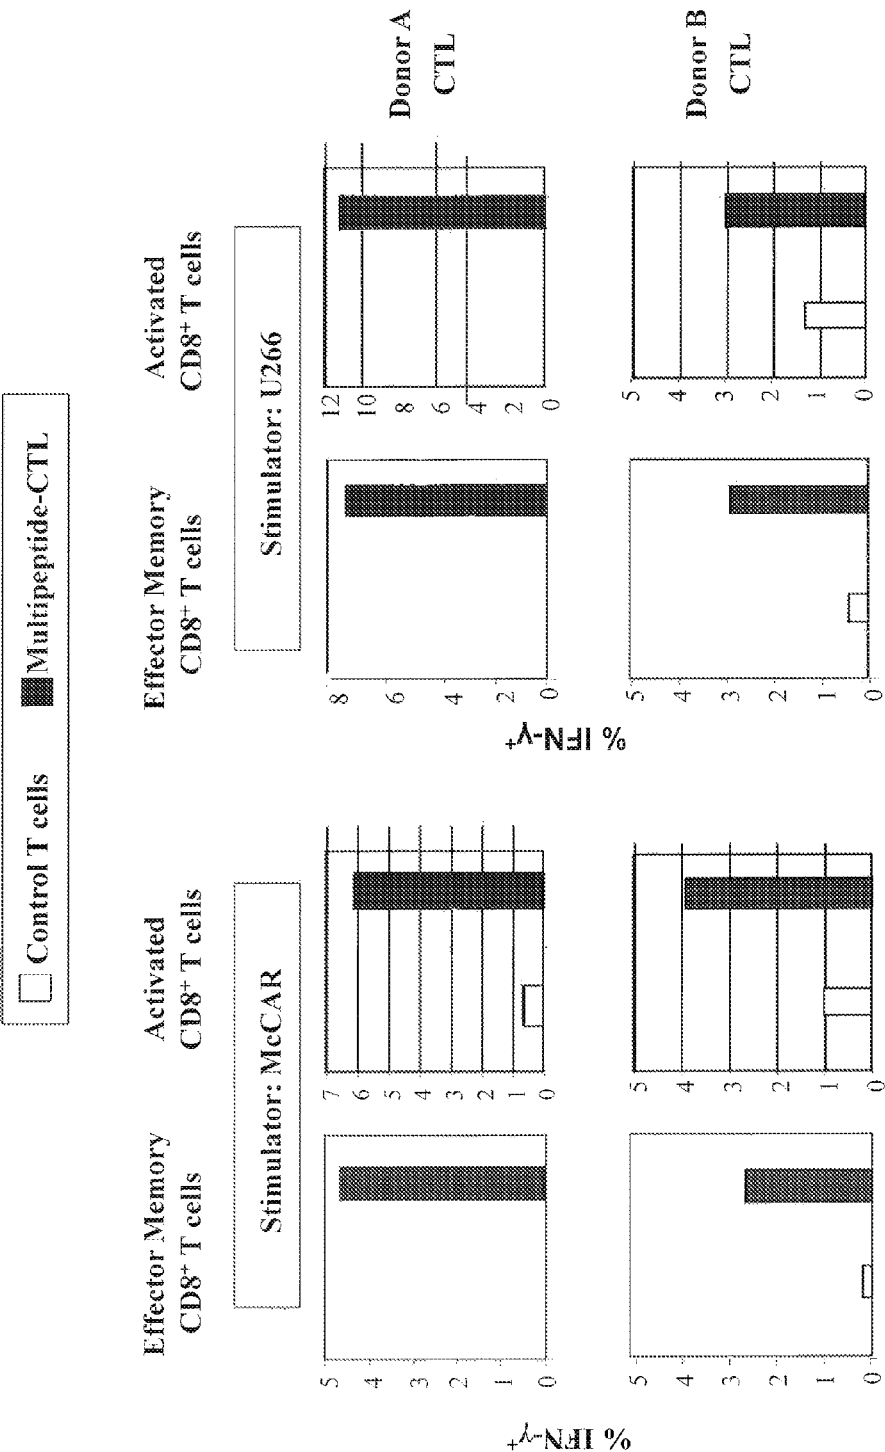 Control T cells Multipeptide-CTL
Effector Memory
CD8+ T cells
Activated
CD8+ T cells
Effector Memory
CD8+ T cells
Activated
CD8+ T cells
Stimulator: McCAR
Stimulator: U266
% IFN-γ+
5
4
3
2
1
0
7
6
5
4
3
2
1
0
% IFN-γ+
8
6
4
2
0
12
10
8
6
4
2
0
Donor A
CTL
5
4
3
2
1
0
5
4
3
2
1
0
5
4
3
2
1
0
5
4
3
2
1
0
Donor B
CTL